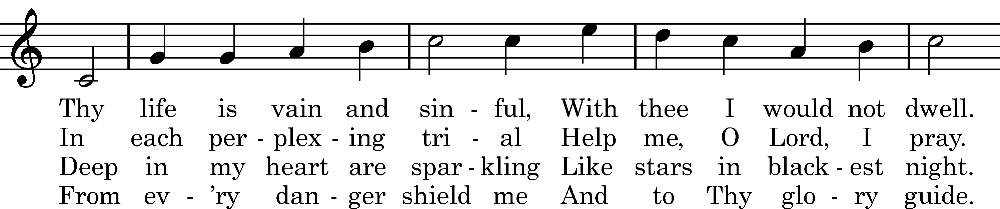 Thy life is vain and sin - ful, With thee I would not dwell.
In each per - plex - ing tri - al Help me, O Lord, I pray.
Deep in my heart are spar - kling Like stars in black - est night.
From ev - ’ry dan - ger shield me And to Thy glo - ry guide.